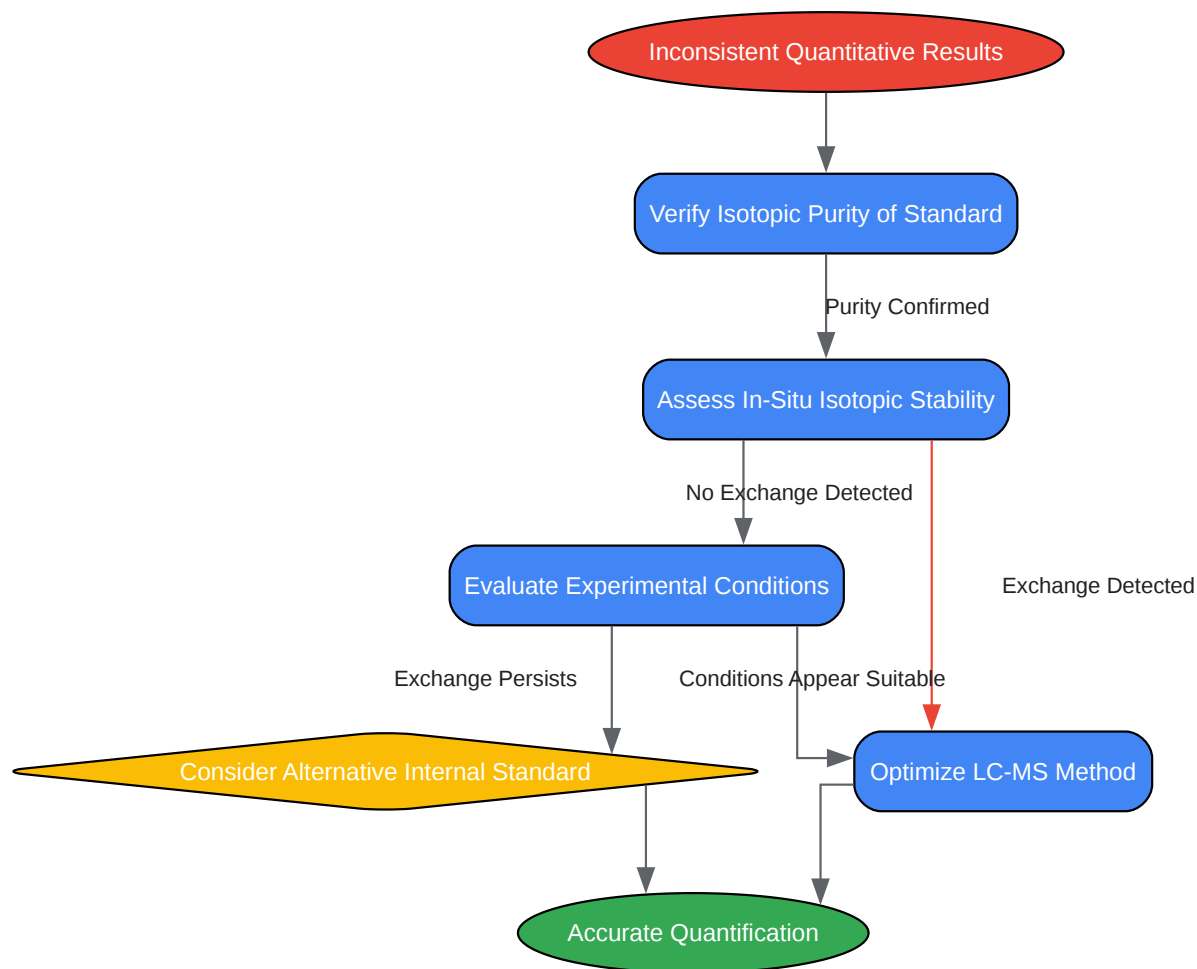 Inconsistent Quantitative Results
Verify Isotopic Purity of Standard
Purity Confirmed
Assess In-Situ Isotopic Stability
No Exchange Detected
Evaluate Experimental Conditions
Exchange Detected
Exchange Persists
Conditions Appear Suitable
Consider Alternative Internal Standard
Optimize LC-MS Method
Accurate Quantification